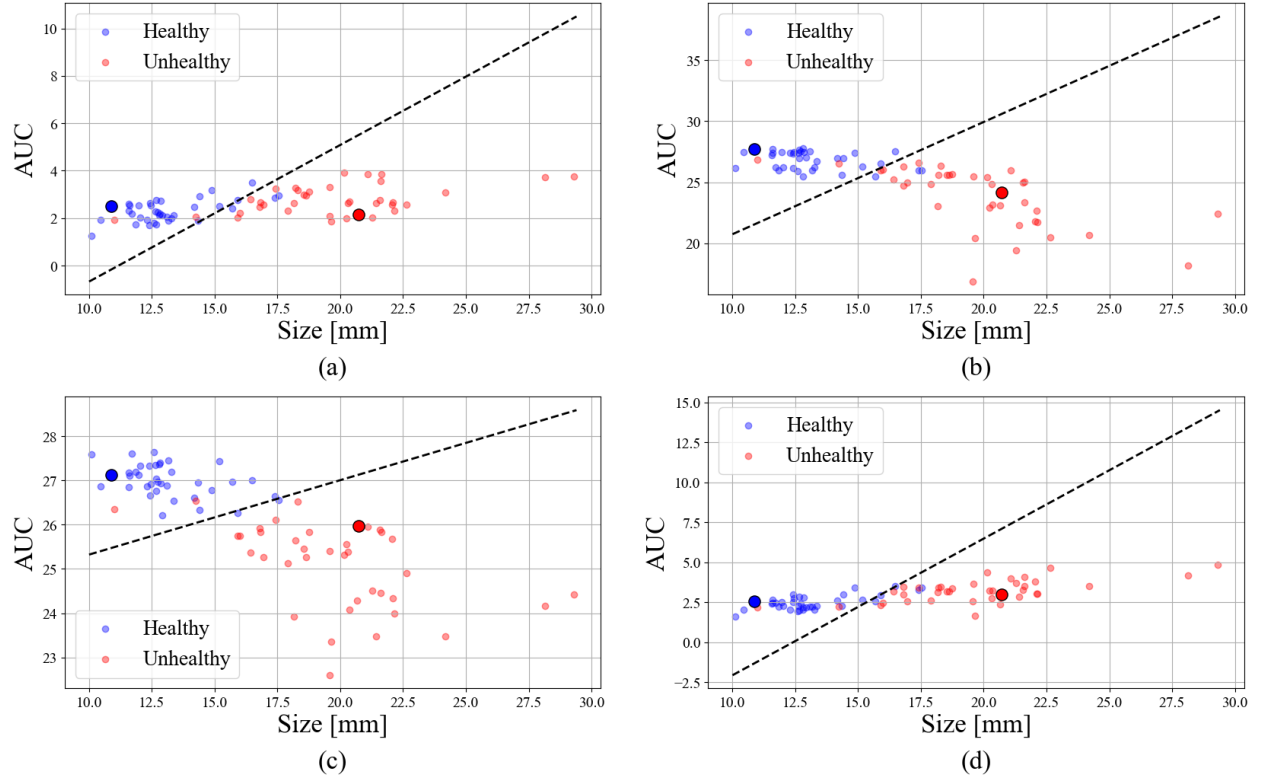 10
8
6
4
2
0
AUC
Healthy
Unhealthy
10.0 12.5 15.0 17.5 20.0 22.5 25.0 27.5 30.0
Size [mm]
(a)
35
30
25
20
AUC
Healthy
Unhealthy
10.0 12.5 15.0 17.5 20.0 22.5 25.0 27.5 30.0
Size [mm]
(b)
28
27
26
25
24
23
AUC
Healthy
Unhealthy
10.0 12.5 15.0 17.5 20.0 22.5 25.0 27.5 30.0
Size [mm]
(c)
15.0
12.5
10.0
7.5
5.0
2.5
0.0
−2.5
AUC
Healthy
Unhealthy
10.0 12.5 15.0 17.5 20.0 22.5 25.0 27.5 30.0
Size [mm]
(d)